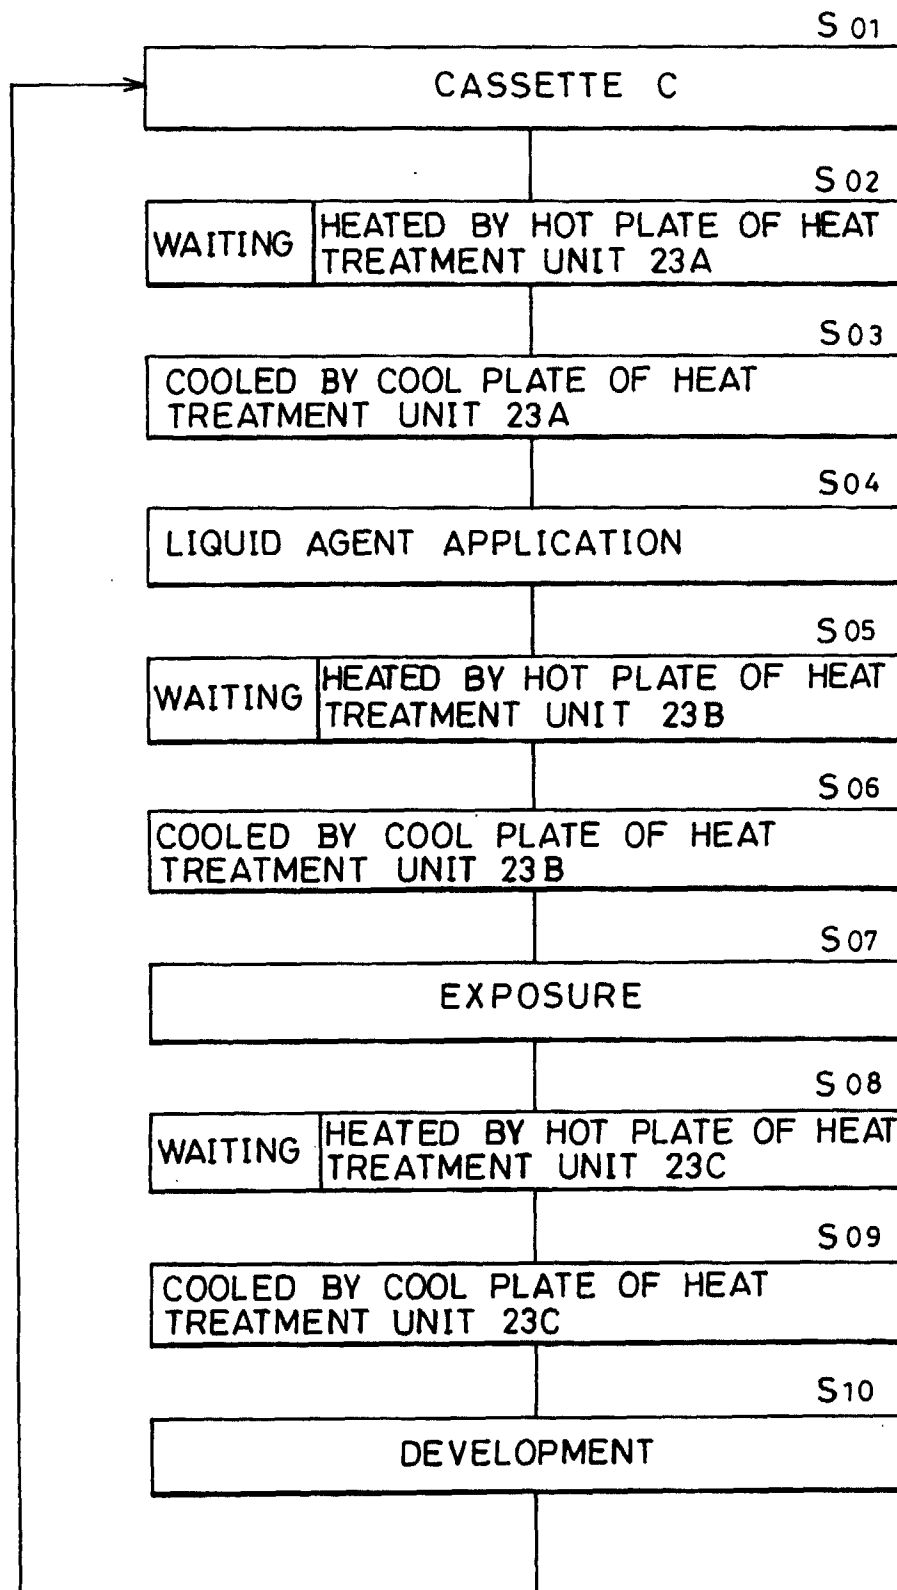 S 01
CASSETTE C
S 02
WAITING
HEATED BY HOT PLATE OF HEAT
TREATMENT UNIT 23A
S 03
COOLED BY COOL PLATE OF HEAT
TREATMENT UNIT 23A
S 04
LIQUID AGENT APPLICATION
S 05
WAITING
HEATED BY HOT PLATE OF HEAT
TREATMENT UNIT 23B
S 06
COOLED BY COOL PLATE OF HEAT
TREATMENT UNIT 23B
S 07
EXPOSURE
S 08
WAITING
HEATED BY HOT PLATE OF HEAT
TREATMENT UNIT 23C
S 09
COOLED BY COOL PLATE OF HEAT
TREATMENT UNIT 23C
S 10
DEVELOPMENT